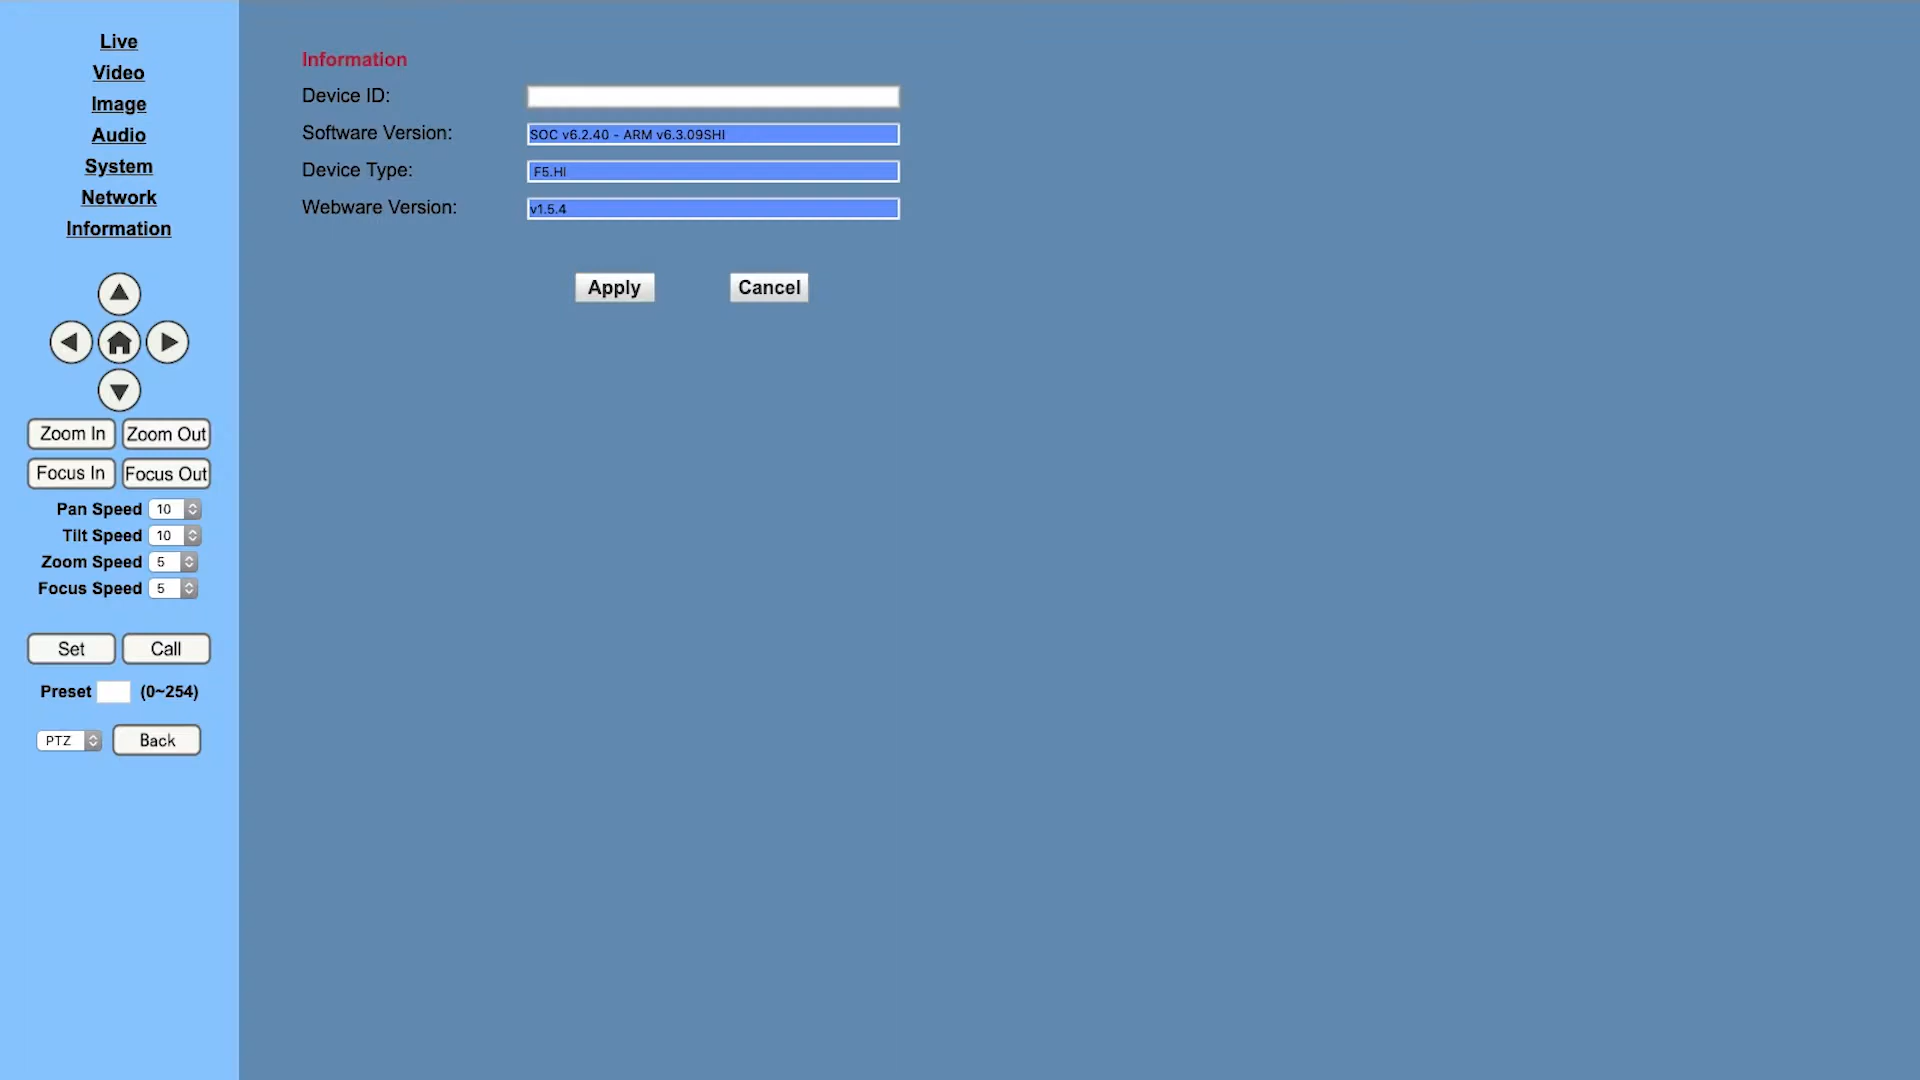 Live
Video
Image
Audio
System
Network
Information
Zoom In Zoom Out
Focus In Focus Out
Pan Speed 10
Tilt Speed 10
Zoom Speed 5
Focus Speed 5
Set Call
Preset (0~254)
PTZ Back
Information
Device ID:
Software Version: SOC v6.2.40 - ARM v6.3.09SHI
Device Type: F5.HI
Webware Version: v1.5.4
Apply Cancel